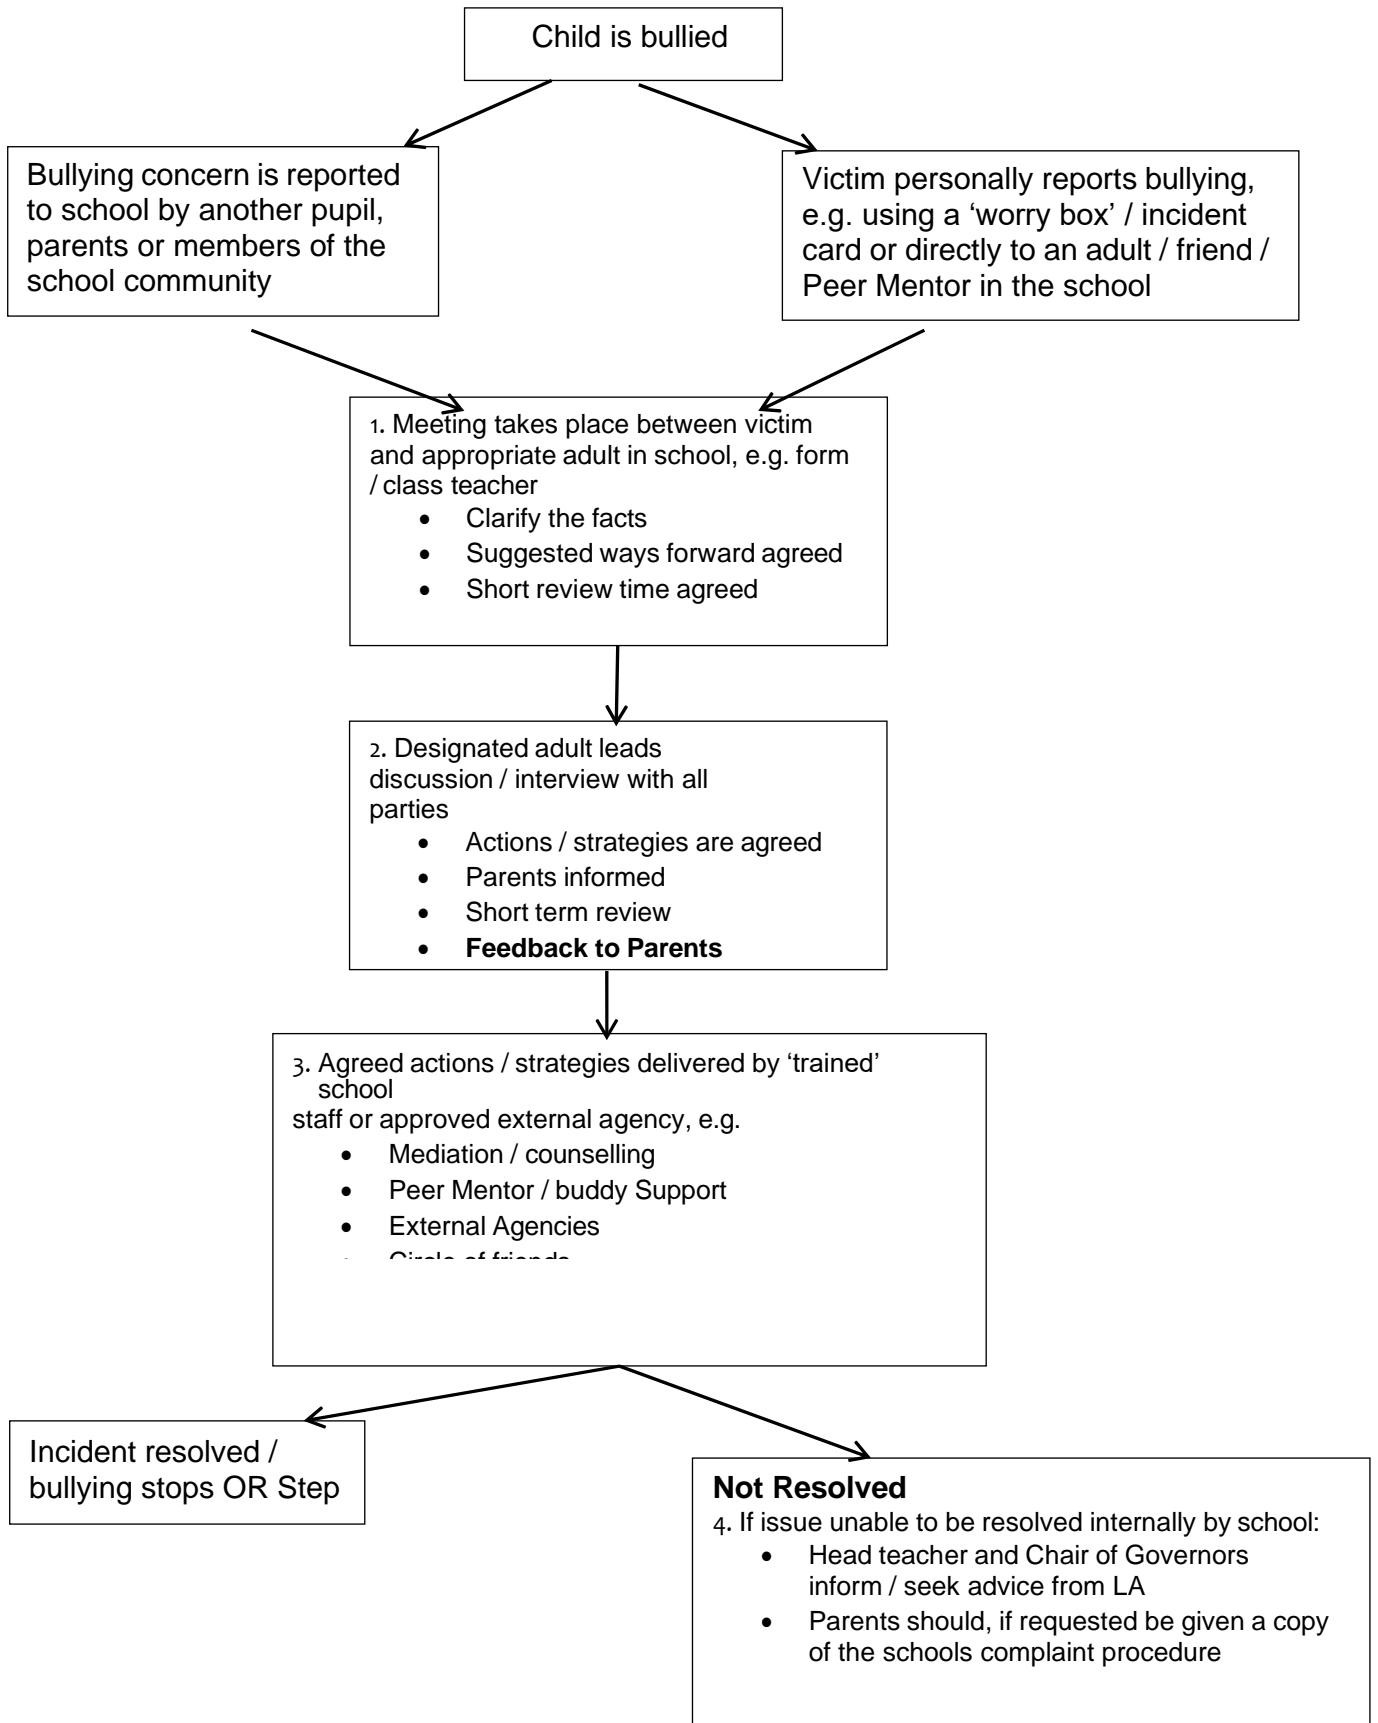 Child is bullied
Bullying concern is reported
to school by another pupil,
parents or members of the
school community
Victim personally reports bullying,
e.g. using a ‘worry box’ / incident
card or directly to an adult / friend /
Peer Mentor in the school
1. Meeting takes place between victim
and appropriate adult in school, e.g. form
/ class teacher
• Clarify the facts
• Suggested ways forward agreed
• Short review time agreed
2. Designated adult leads
discussion / interview with all
parties
• Actions / strategies are agreed
• Parents informed
• Short term review
• Feedback to Parents
3. Agreed actions / strategies delivered by ‘trained’
school
staff or approved external agency, e.g.
• Mediation / counselling
• Peer Mentor / buddy Support
• External Agencies
• Circle of friends
Incident resolved /
bullying stops OR Step
Not Resolved
4. If issue unable to be resolved internally by school:
• Head teacher and Chair of Governors
inform / seek advice from LA
• Parents should, if requested be given a copy
of the schools complaint procedure